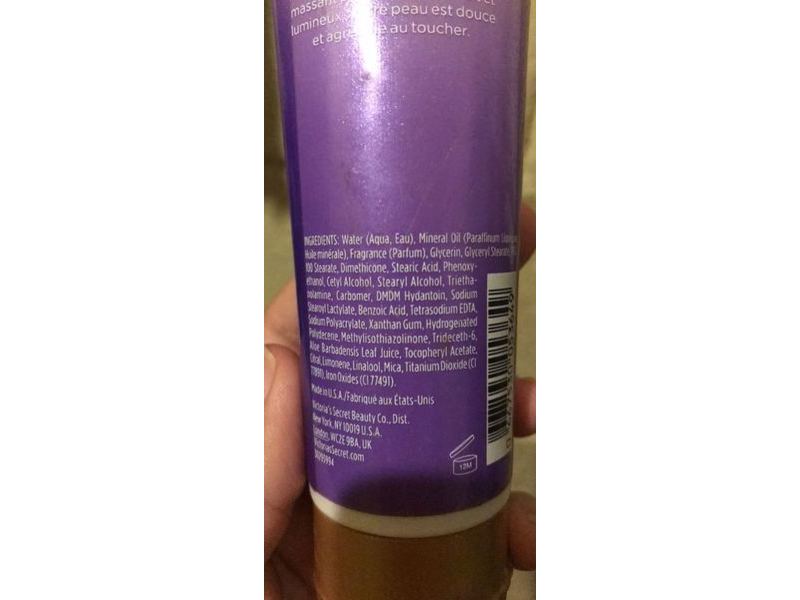 massant
lumineux. re peau est douce
et agré e au toucher.
INGREDIENTS: Water (Aqua, Eau), Mineral Oil (Paraffinum
Huile minérale), Fragrance (Parfum), Glycerin, Glyceryl Stearate,
100 Stearate, Dimethicone, Stearic Acid, Phenoxy-
ethanol, Cetyl Alcohol, Stearyl Alcohol, Trietha-
nolamine, Carbomer, DMDM Hydantoin, Sodium
Stearoyl Lactylate, Benzoic Acid, Tetrasodium EDTA,
Sodium Polyacrylate, Xanthan Gum, Hydrogenated
Polydecene, Methylisothiazolinone, Trideceth-6,
Aloe Barbadensis Leaf Juice, Tocopheryl Acetate,
Citral, Limonene, Linalool, Mica, Titanium Dioxide (CI
77891), Iron Oxides (CI 77491).
Made in U.S.A./Fabriqué aux États-Unis
Victoria's Secret Beauty Co., Dist.
New York, NY 10019 U.S.A.
London, WC2E 9BA, UK
VictoriasSecret.com
12M